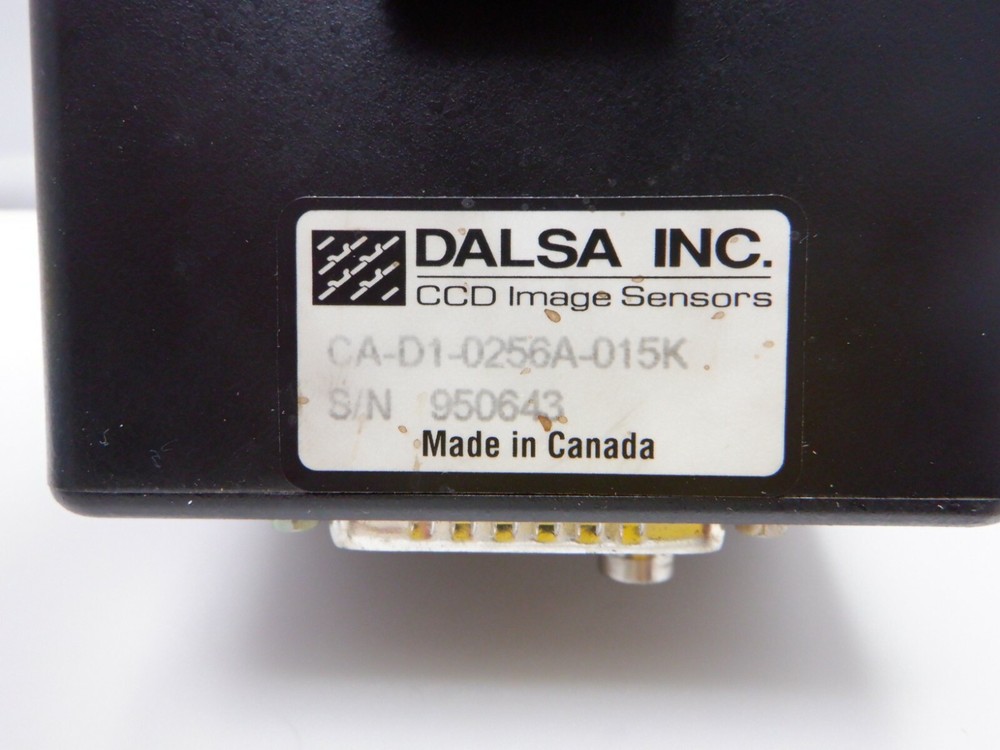 DALSA INC.
CCD Image Sensors
CA-D1-0256A-015K
S/N 950643
Made in Canada